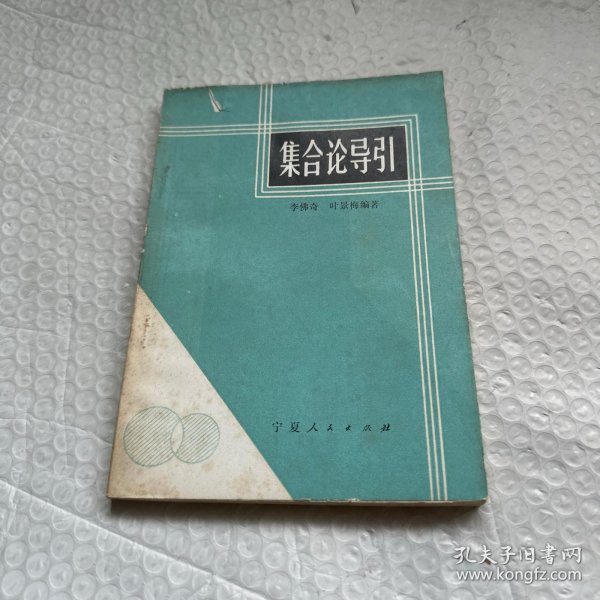 集合论导引
李佛奇 叶景梅编著
宁夏人民出版社
孔夫子旧书网
www.kongfz.com